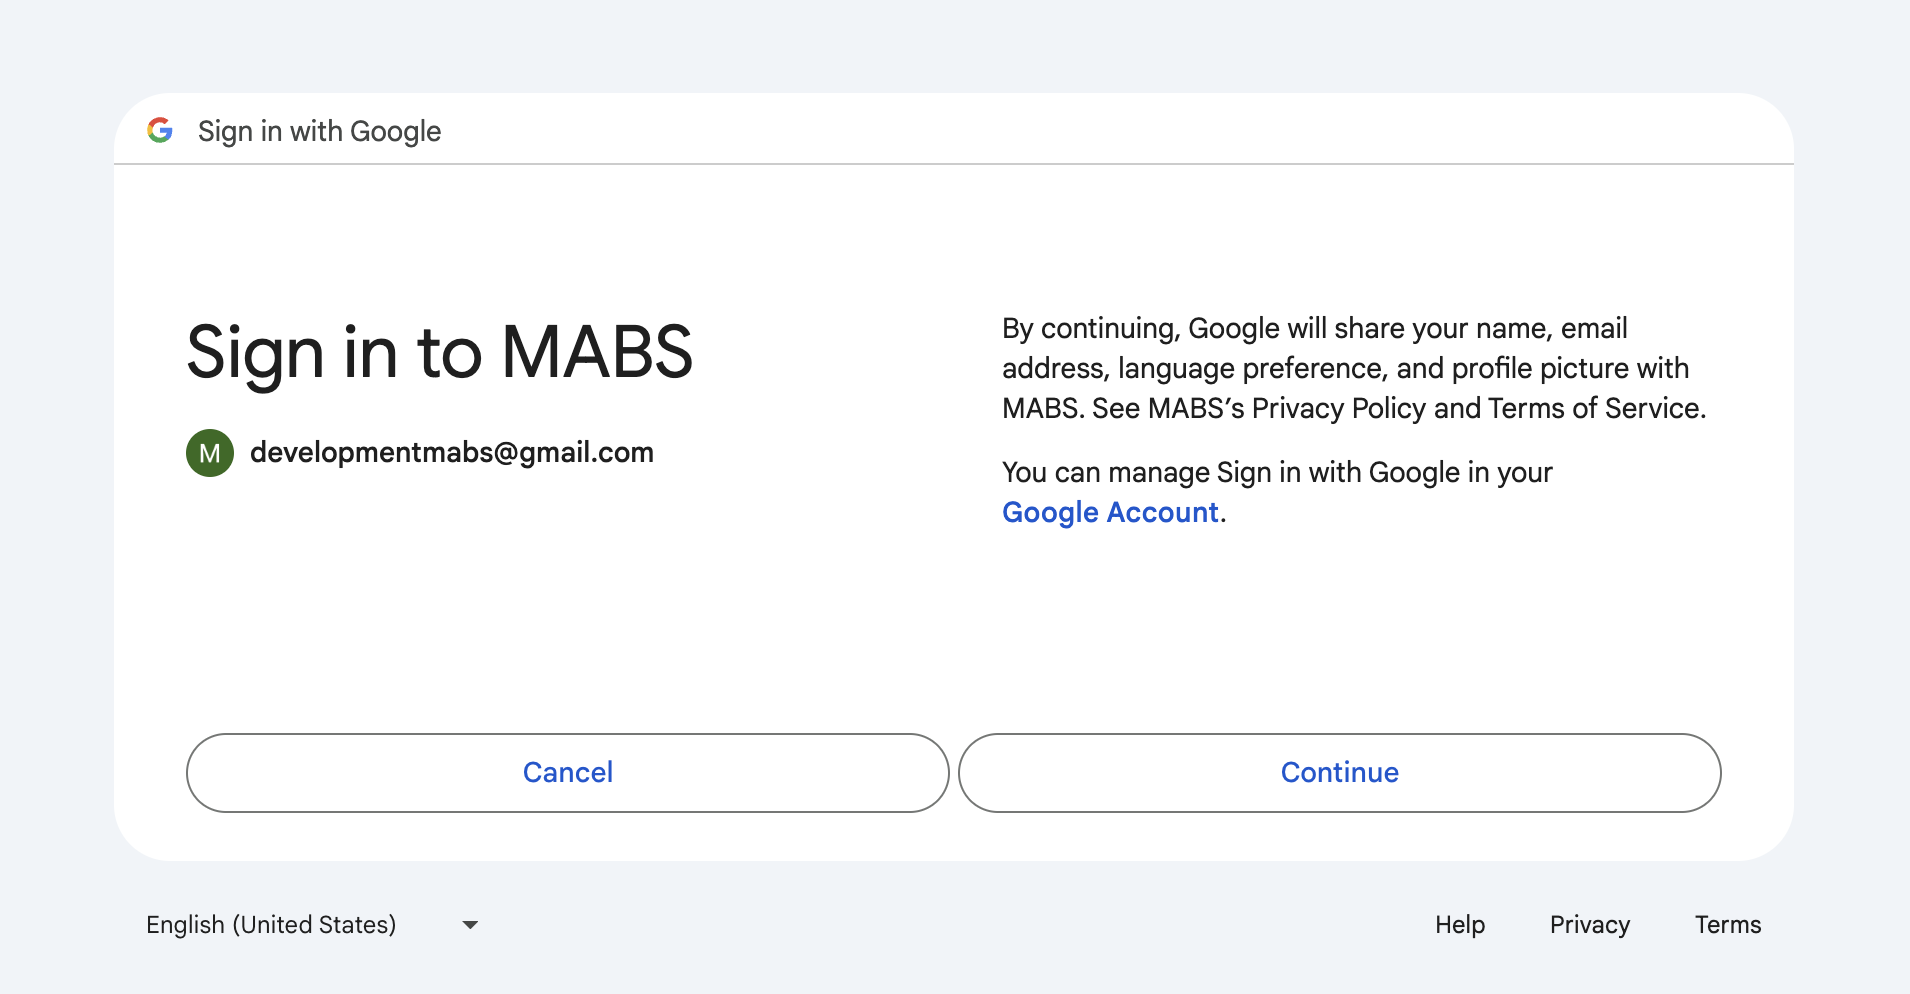 Sign in with Google
Sign in to MABS
M developmentmabs@gmail.com
By continuing, Google will share your name, email
address, language preference, and profile picture with
MABS. See MABS’s Privacy Policy and Terms of Service.
You can manage Sign in with Google in your
Google Account.
Cancel
Continue
English (United States)
Help
Privacy
Terms